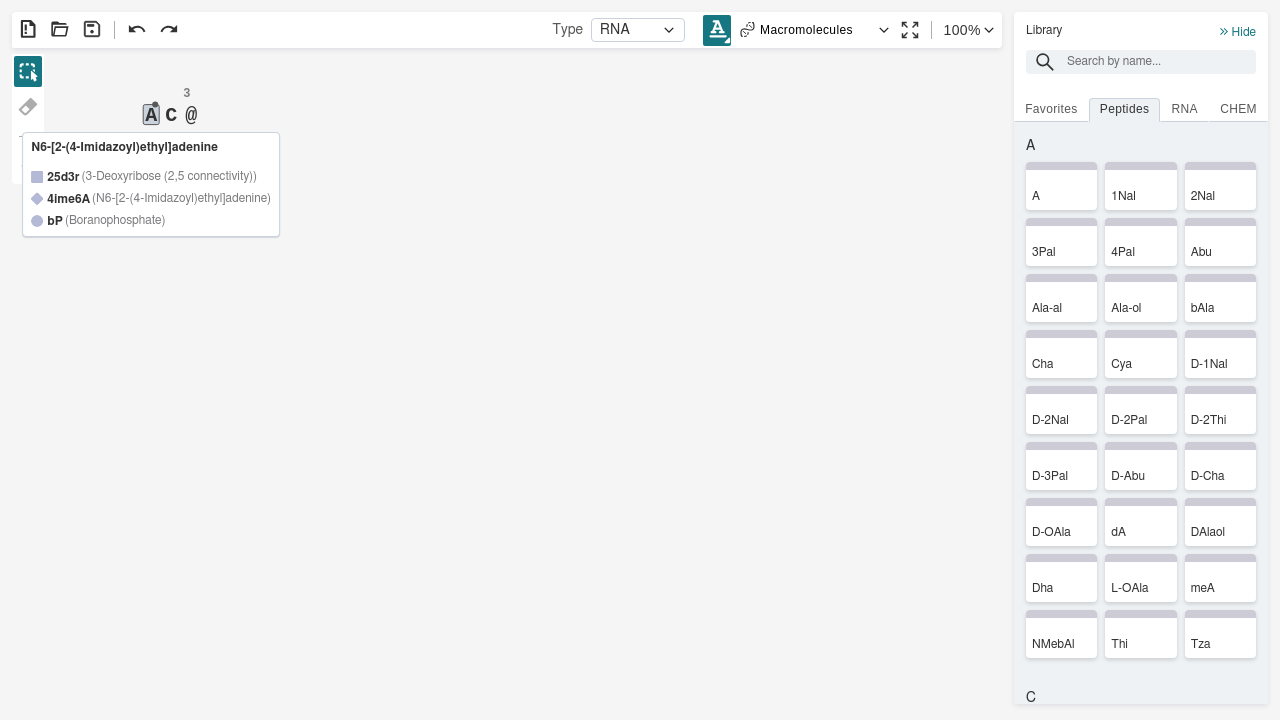 Type RNA A Macromolecules 100%
3
A C @
N6-[2-(4-Imidazoyl)ethyl]adenine
25d3r (3-Deoxyribose (2,5 connectivity))
4ime6A (N6-[2-(4-Imidazoyl)ethyl]adenine)
bP (Boranophosphate)
Library Hide
Search by name...
Favorites Peptides RNA CHEM
A
A 1Nal 2Nal
3Pal 4Pal Abu
Ala-al Ala-ol bAla
Cha Cya D-1Nal
D-2Nal D-2Pal D-2Thi
D-3Pal D-Abu D-Cha
D-OAla dA DAlaol
Dha L-OAla meA
NMebAl Thi Tza
C